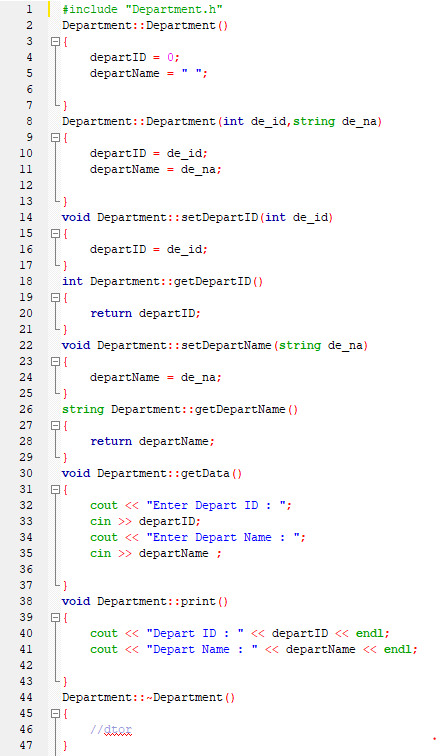 1 #include "Department.h"
2 Department::Department()
3 {
4 departID = 0;
5 departName = " ";
6
7 }
8 Department::Department(int de_id,string de_na)
9 {
10 departID = de_id;
11 departName = de_na;
12
13 }
14 void Department::setDepartID(int de_id)
15 {
16 departID = de_id;
17 }
18 int Department::getDepartID()
19 {
20 return departID;
21 }
22 void Department::setDepartName(string de_na)
23 {
24 departName = de_na;
25 }
26 string Department::getDepartName()
27 {
28 return departName;
29 }
30 void Department::getData()
31 {
32 cout << "Enter Depart ID : ";
33 cin >> departID;
34 cout << "Enter Depart Name : ";
35 cin >> departName ;
36
37 }
38 void Department::print()
39 {
40 cout << "Depart ID : " << departID << endl;
41 cout << "Depart Name : " << departName << endl;
42
43 }
44 Department::~Department()
45 {
46 //dtor
47 }